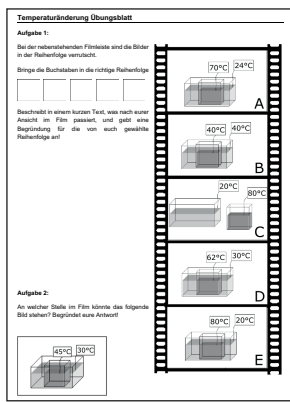 Temperaturänderung Übungsblatt
Aufgabe 1:
Bei der nebenstehenden Filmleiste sind die Bilder
in der Reihenfolge verrutscht.
Bringe die Buchstaben in die richtige Reihenfolge
Beschreibt in einem kurzen Text, was nach eurer
Ansicht im Film passiert, und gebt eine
Begründung für die von euch gewählte
Reihenfolge an!
Aufgabe 2:
An welcher Stelle im Film könnte das folgende
Bild stehen? Begründet eure Antwort!
45°C 30°C
70°C 24°C
A
40°C 40°C
B
20°C
80°C
C
62°C 30°C
D
80°C 20°C
E